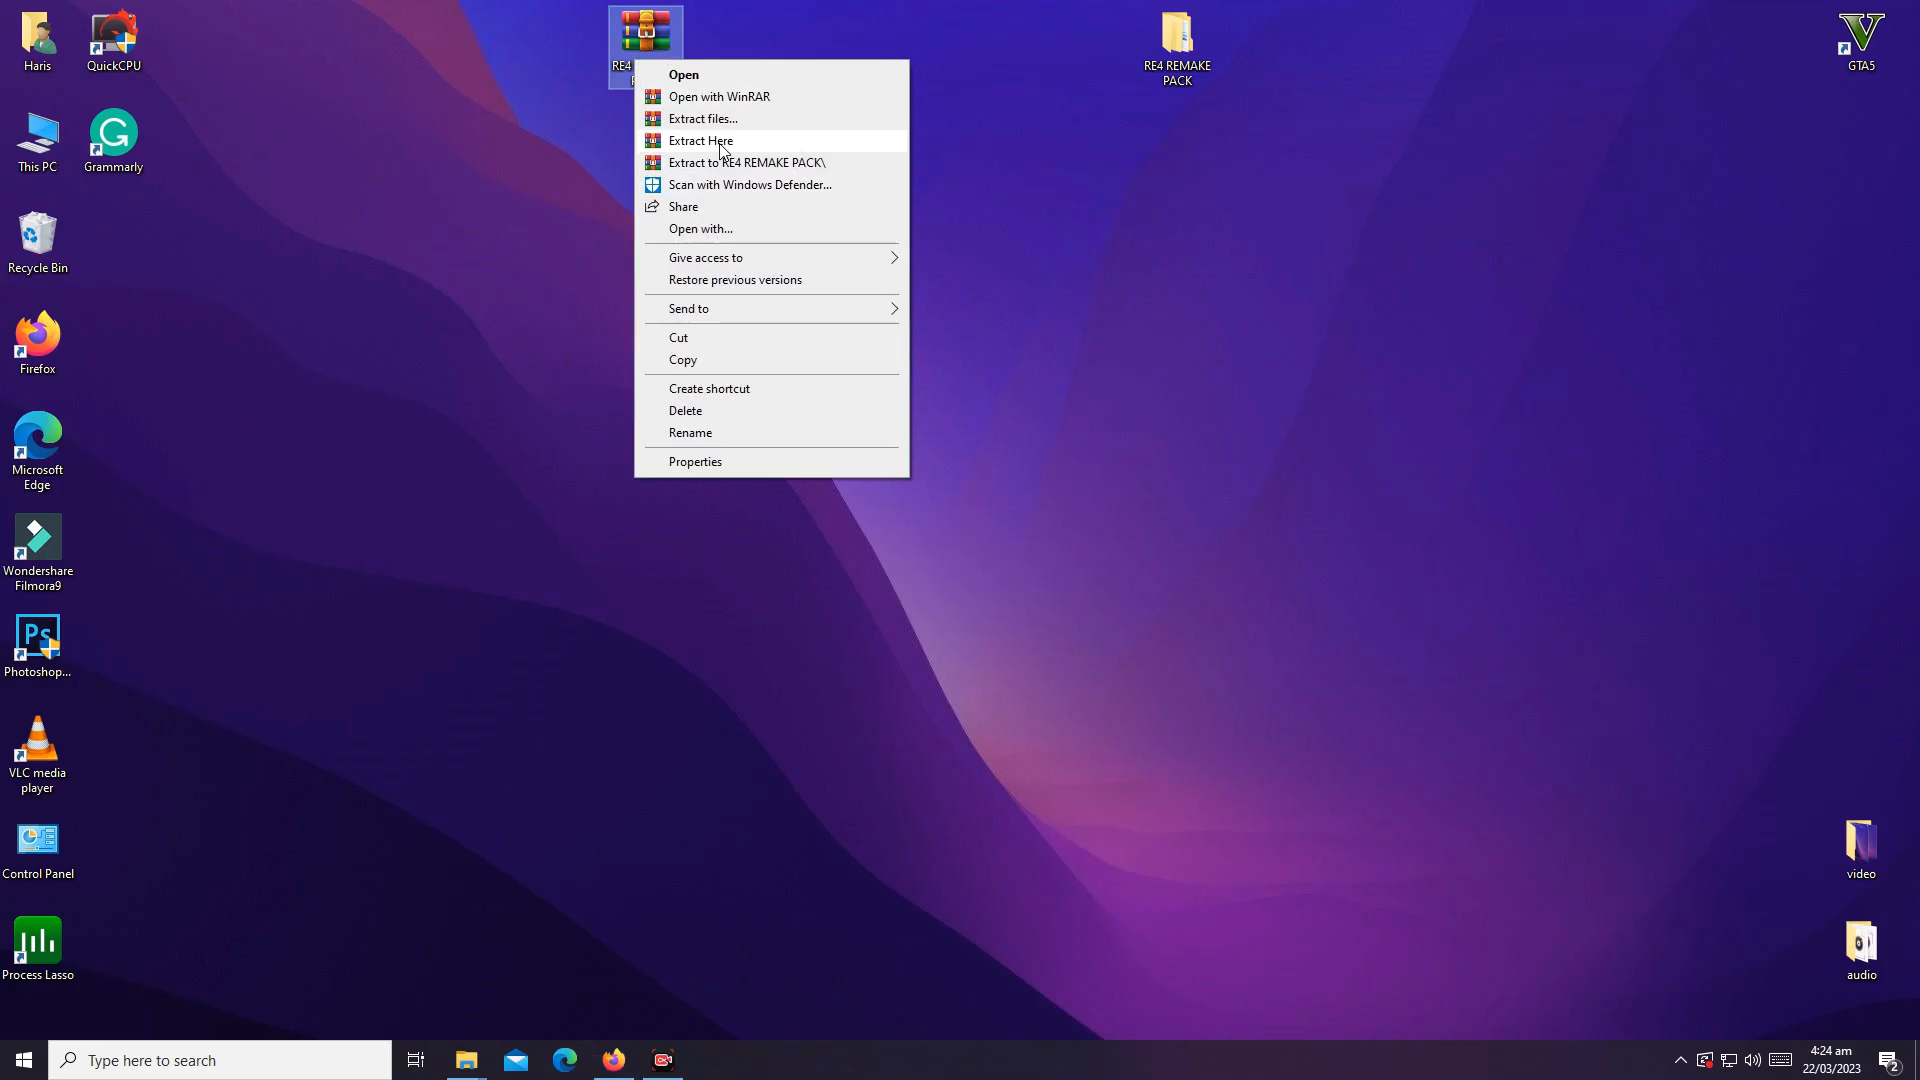 Haris
QuickCPU
This PC
Grammarly
Recycle Bin
Firefox
Microsoft
Edge
Wondershare
Filmora9
Ps
Photoshop...
VLC media
player
Control Panel
Process Lasso
RE4
Open
Open with WinRAR
Extract files...
Extract Here
Extract to RE4 REMAKE PACK\
Scan with Windows Defender...
Share
Open with...
Give access to
Restore previous versions
Send to
Cut
Copy
Create shortcut
Delete
Rename
Properties
RE4 REMAKE
PACK
GTA5
video
audio
Type here to search
4:24 am
22/03/2023
2